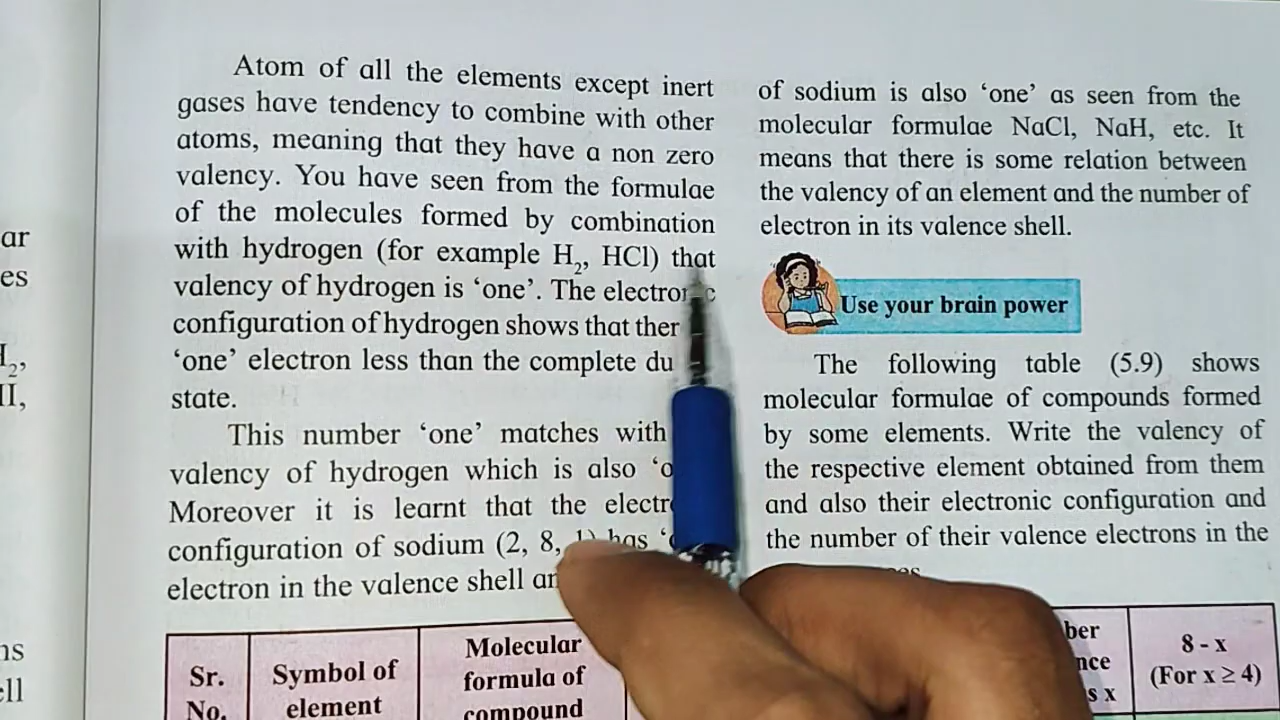 Atom of all the elements except inert
gases have tendency to combine with other
atoms, meaning that they have a non zero
valency. You have seen from the formulae
of the molecules formed by combination
with hydrogen (for example H₂, HCl) that
valency of hydrogen is ‘one’. The
configuration of hydrogen shows that
‘one’ electron less than the complete
state.
This number ‘one’ matches with
valency of hydrogen which is also
Moreover it is learnt that the
configuration of sodium (2, 8, 1) has
electron in the valence shell
of sodium is also ‘one’ as seen from the
molecular formulae NaCl, NaH, etc. It
means that there is some relation between
the valency of an element and the number of
electron in its valence shell.
Use your brain power
The following table (5.9) shows
molecular formulae of compounds formed
by some elements. Write the valency of
the respective element obtained from them
and also their electronic configuration and
the number of their valence electrons in the
Sr.
No.
Symbol of
element
Molecular
formula of
compound
8 - x
(For x ≥ 4)